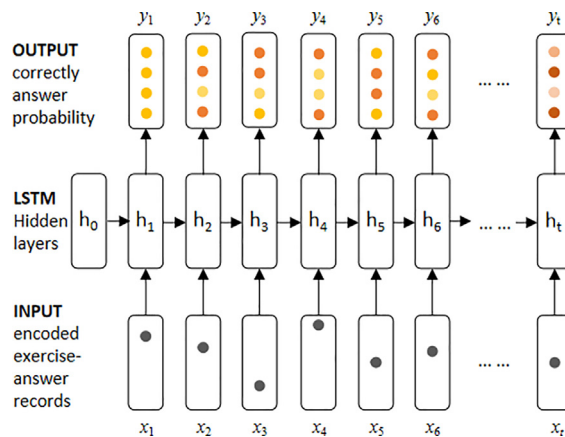 y1 y2 y3 y4 y5 y6 yt
OUTPUT
correctly
answer
probability
... ...
LSTM
Hidden
layers
h0 h1 h2 h3 h4 h5 h6 ... ... ht
INPUT
encoded
exercise-
answer
records
... ...
x1 x2 x3 x4 x5 x6 xt